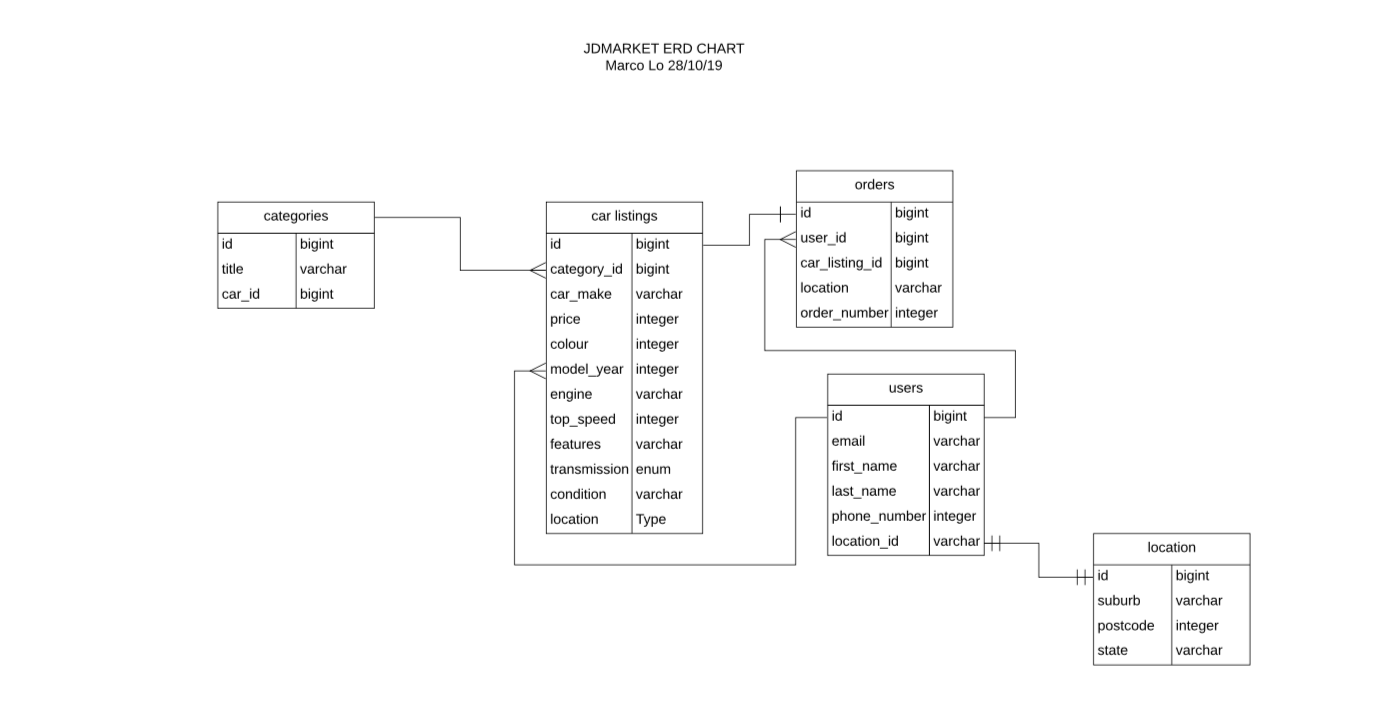 JDMARKET ERD CHART
Marco Lo 28/10/19
categories
id bigint
title varchar
car_id bigint
car listings
id bigint
category_id bigint
car_make varchar
price integer
colour integer
model_year integer
engine varchar
top_speed integer
features varchar
transmission enum
condition varchar
location Type
orders
id bigint
user_id bigint
car_listing_id bigint
location varchar
order_number integer
users
id bigint
email varchar
first_name varchar
last_name varchar
phone_number integer
location_id varchar
location
id bigint
suburb varchar
postcode integer
state varchar